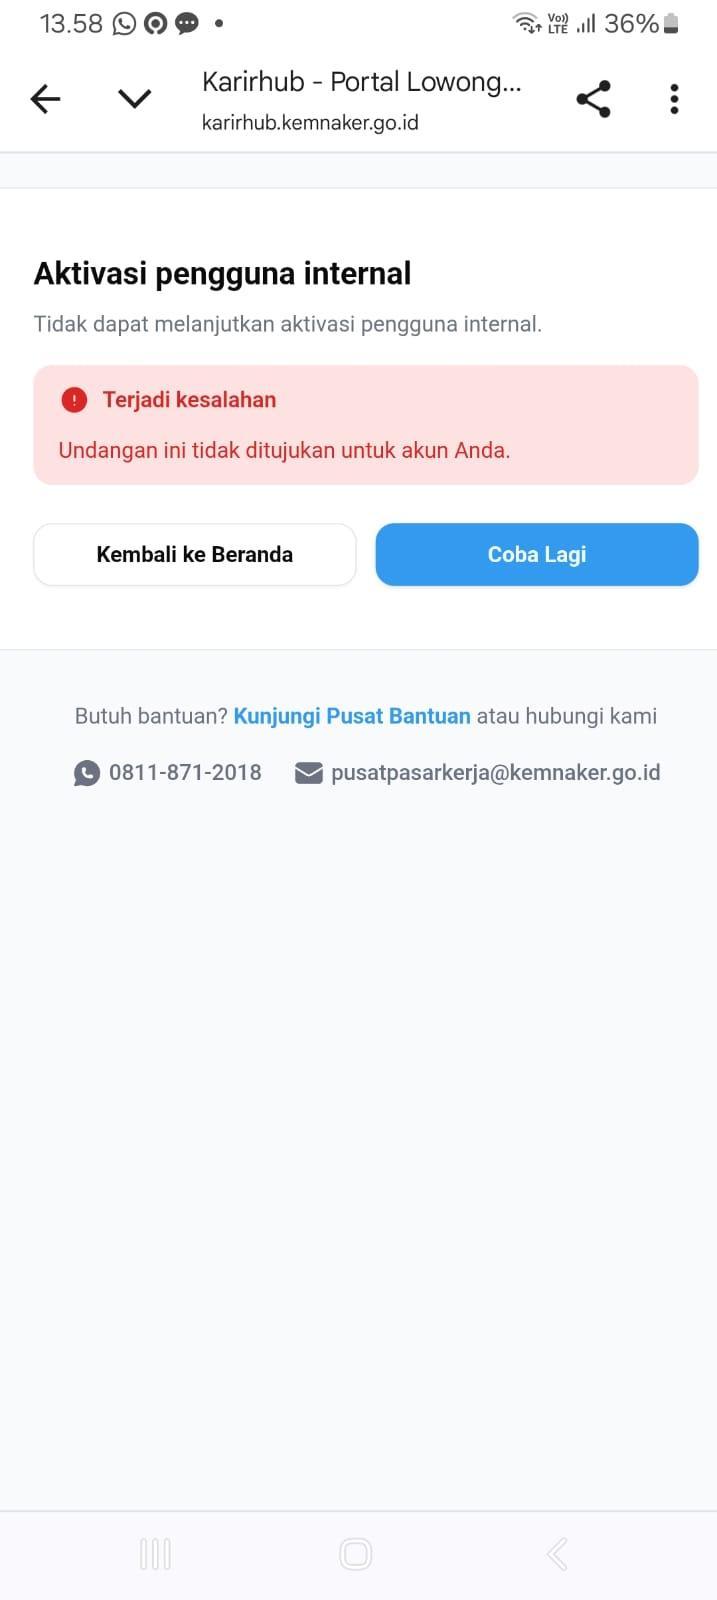 13.58
Vo))
LTE
36%
Karirhub - Portal Lowong...
karirhub.kemnaker.go.id
Aktivasi pengguna internal
Tidak dapat melanjutkan aktivasi pengguna internal.
Terjadi kesalahan
Undangan ini tidak ditujukan untuk akun Anda.
Kembali ke Beranda
Coba Lagi
Butuh bantuan? Kunjungi Pusat Bantuan atau hubungi kami
0811-871-2018 pusatpasarkerja@kemnaker.go.id